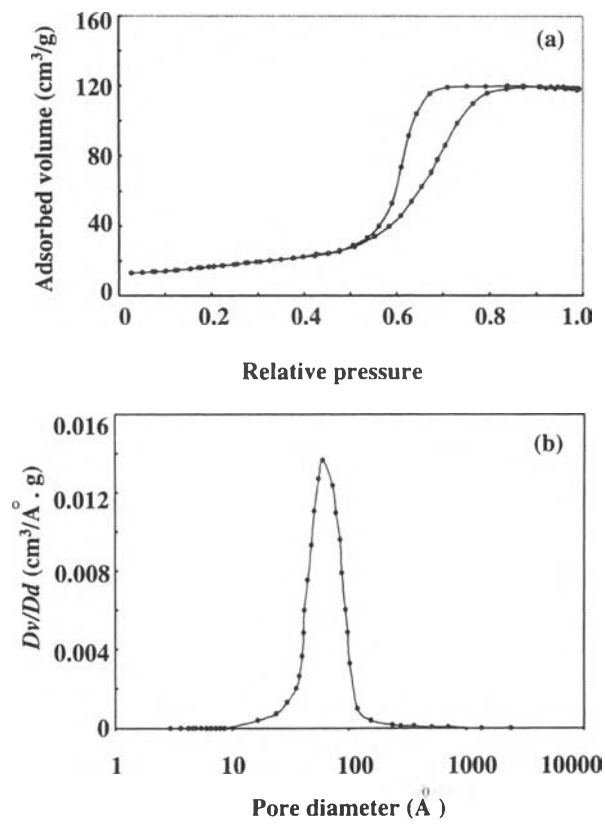 160
120
80
40
0
Adsorbed volume (cm³/g)
(a)
0 0.2 0.4 0.6 0.8 1.0
Relative pressure
0.016
0.012
0.008
0.004
0
Dv/Dd (cm³/Å . g)
(b)
1 10 100 1000 10000
Pore diameter (Å)